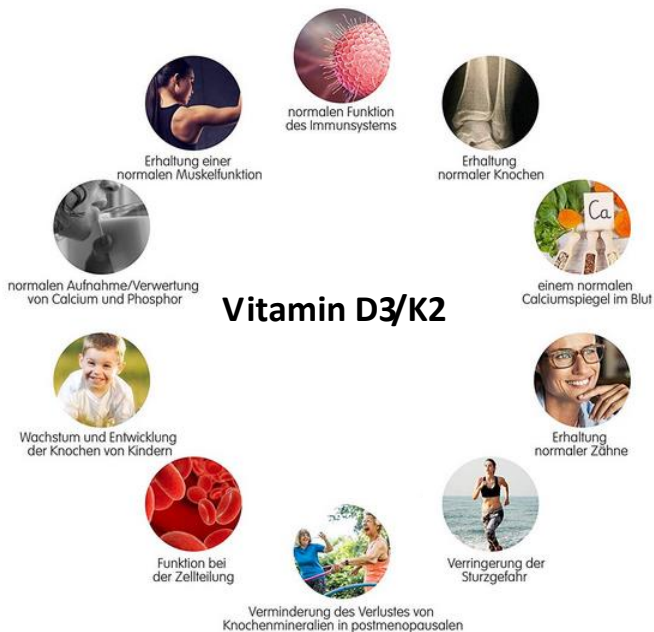 normalen Funktion
des Immunsystems
Erhaltung
normaler Knochen
Ca
einem normalen
Calciumspiegel im Blut
Erhaltung
normaler Zähne
Verringerung der
Sturzgefahr
Verminderung des Verlustes von
Knochenmineralien in postmenopausalen
Funktion bei
der Zellteilung
Wachstum und Entwicklung
der Knochen von Kindern
normalen Aufnahme/Verwertung
von Calcium und Phosphor
Erhaltung einer
normalen Muskelfunktion
Vitamin D3/K2